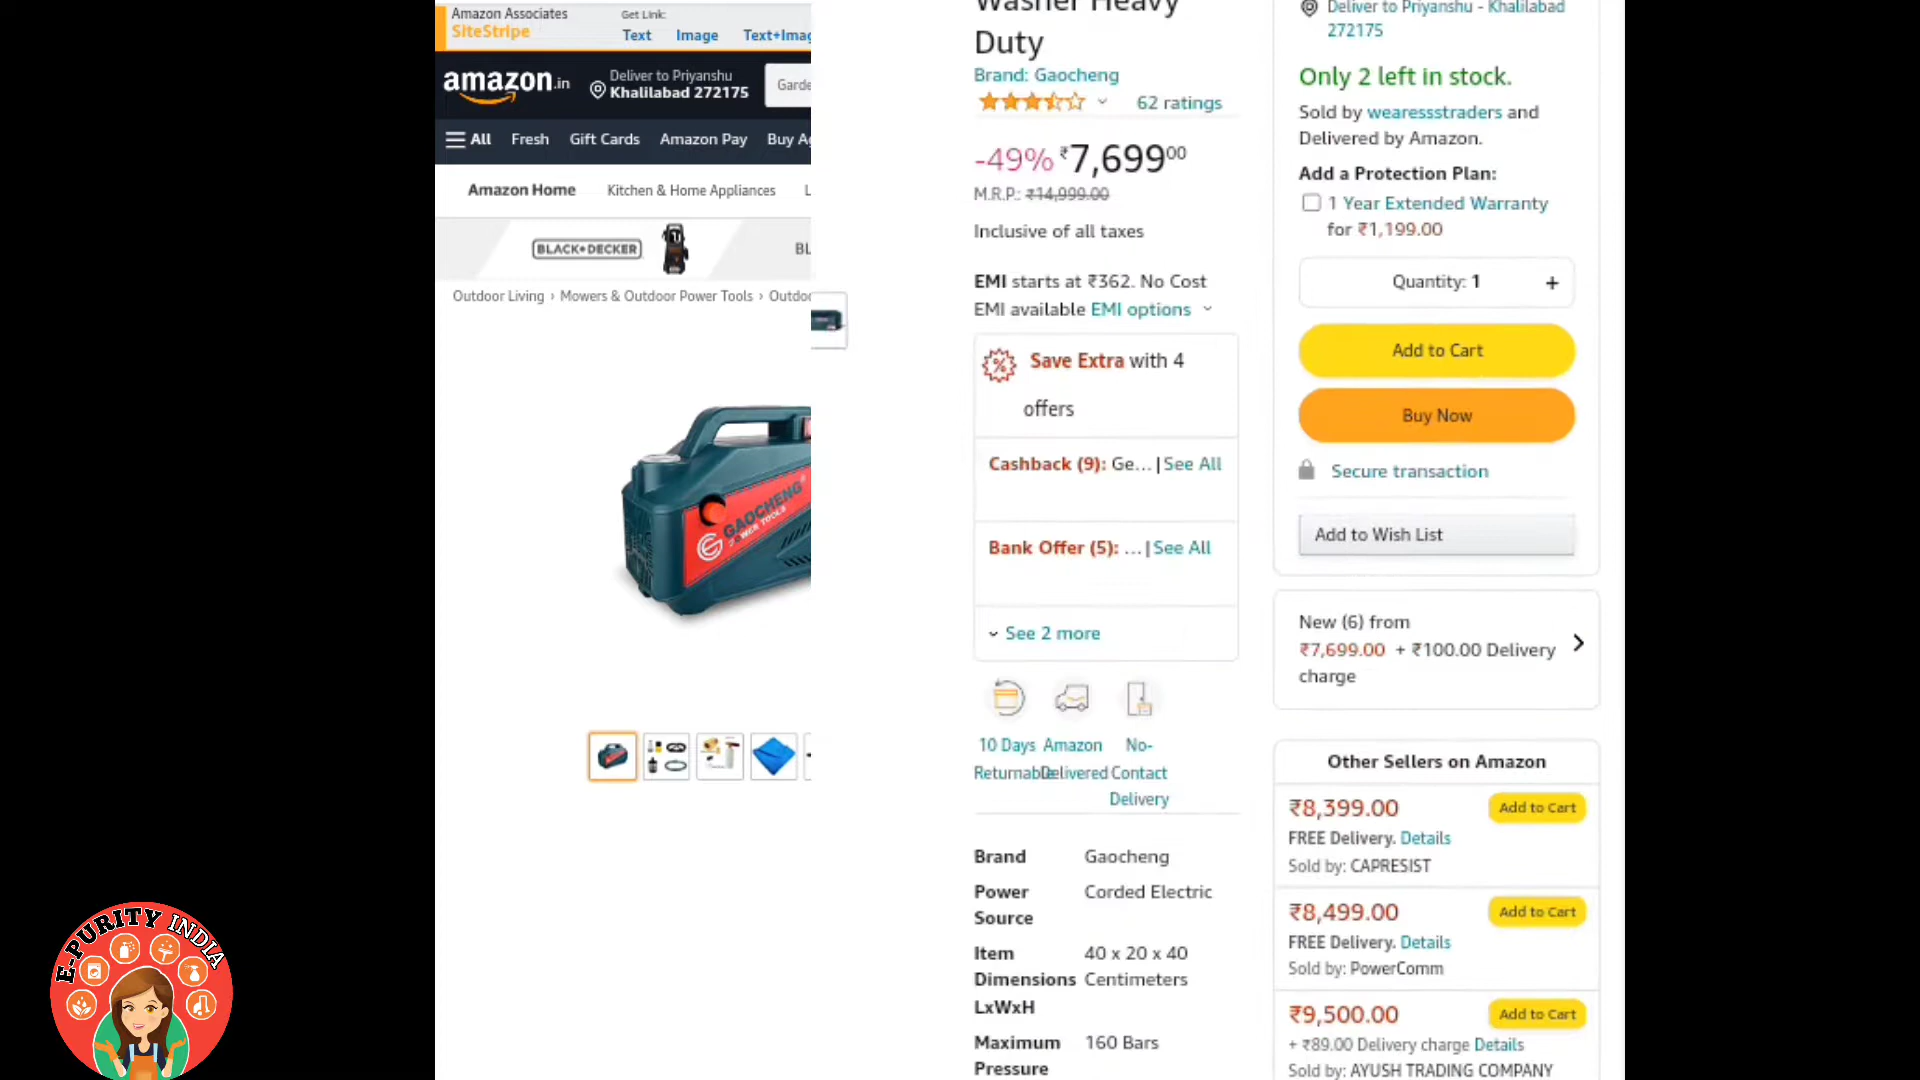 Amazon Associates
SiteStripe
Get Link:
Text Image Text+Imag
amazon.in
Deliver to Priyanshu
Khalilabad 272175
Garde
All Fresh Gift Cards Amazon Pay Buy Ag
Amazon Home Kitchen & Home Appliances L
BLACK+DECKER
BL
Outdoor Living › Mowers & Outdoor Power Tools › Outdoo
GAOCHENG
POWER TOOLS
Washer Heavy
Duty
Brand: Gaocheng
62 ratings
-49% ₹7,69900
M.R.P.: ₹14,999.00
Inclusive of all taxes
EMI starts at ₹362. No Cost
EMI available EMI options
Save Extra with 4
offers
Cashback (9): Ge... | See All
Bank Offer (5): ... | See All
See 2 more
10 Days
Returnable
Amazon
Delivered
No-
Contact
Delivery
Brand Gaocheng
Power Corded Electric
Source
Item 40 x 20 x 40
Dimensions Centimeters
LxWxH
Maximum 160 Bars
Pressure
Deliver to Priyanshu - Khalilabad
272175
Only 2 left in stock.
Sold by wearessstraders and
Delivered by Amazon.
Add a Protection Plan:
1 Year Extended Warranty
for ₹1,199.00
Quantity: 1 +
Add to Cart
Buy Now
Secure transaction
Add to Wish List
New (6) from
₹7,699.00 + ₹100.00 Delivery
charge
Other Sellers on Amazon
₹8,399.00 Add to Cart
FREE Delivery. Details
Sold by: CAPRESIST
₹8,499.00 Add to Cart
FREE Delivery. Details
Sold by: PowerComm
₹9,500.00 Add to Cart
+ ₹89.00 Delivery charge Details
Sold by: AYUSH TRADING COMPANY
E-PURITY INDIA